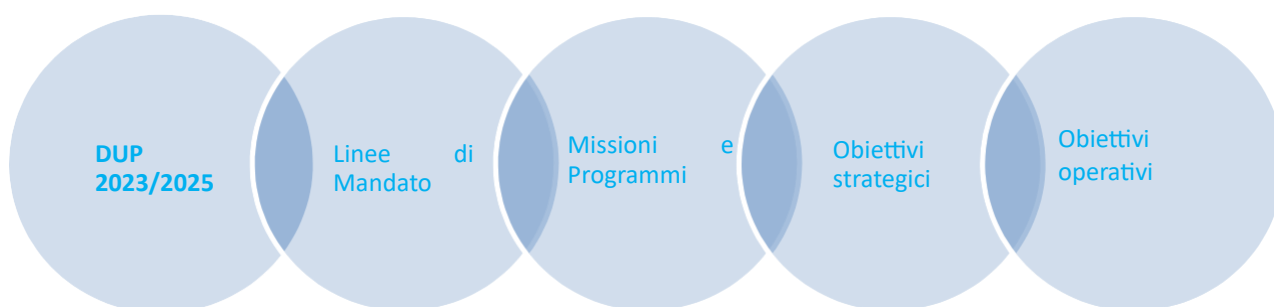 DUP
2023/2025
Linee di
Mandato
Missioni e
Programmi
Obiettivi
strategici
Obiettivi
operativi